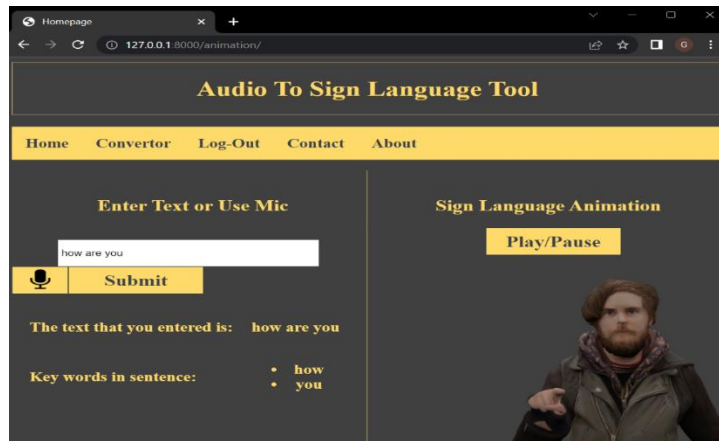 Homepage
127.0.0.1:8000/animation/
G
Audio To Sign Language Tool
Home Convertor Log-Out Contact About
Enter Text or Use Mic
how are you
Submit
The text that you entered is: how are you
Key words in sentence:
• how
• you
Sign Language Animation
Play/Pause